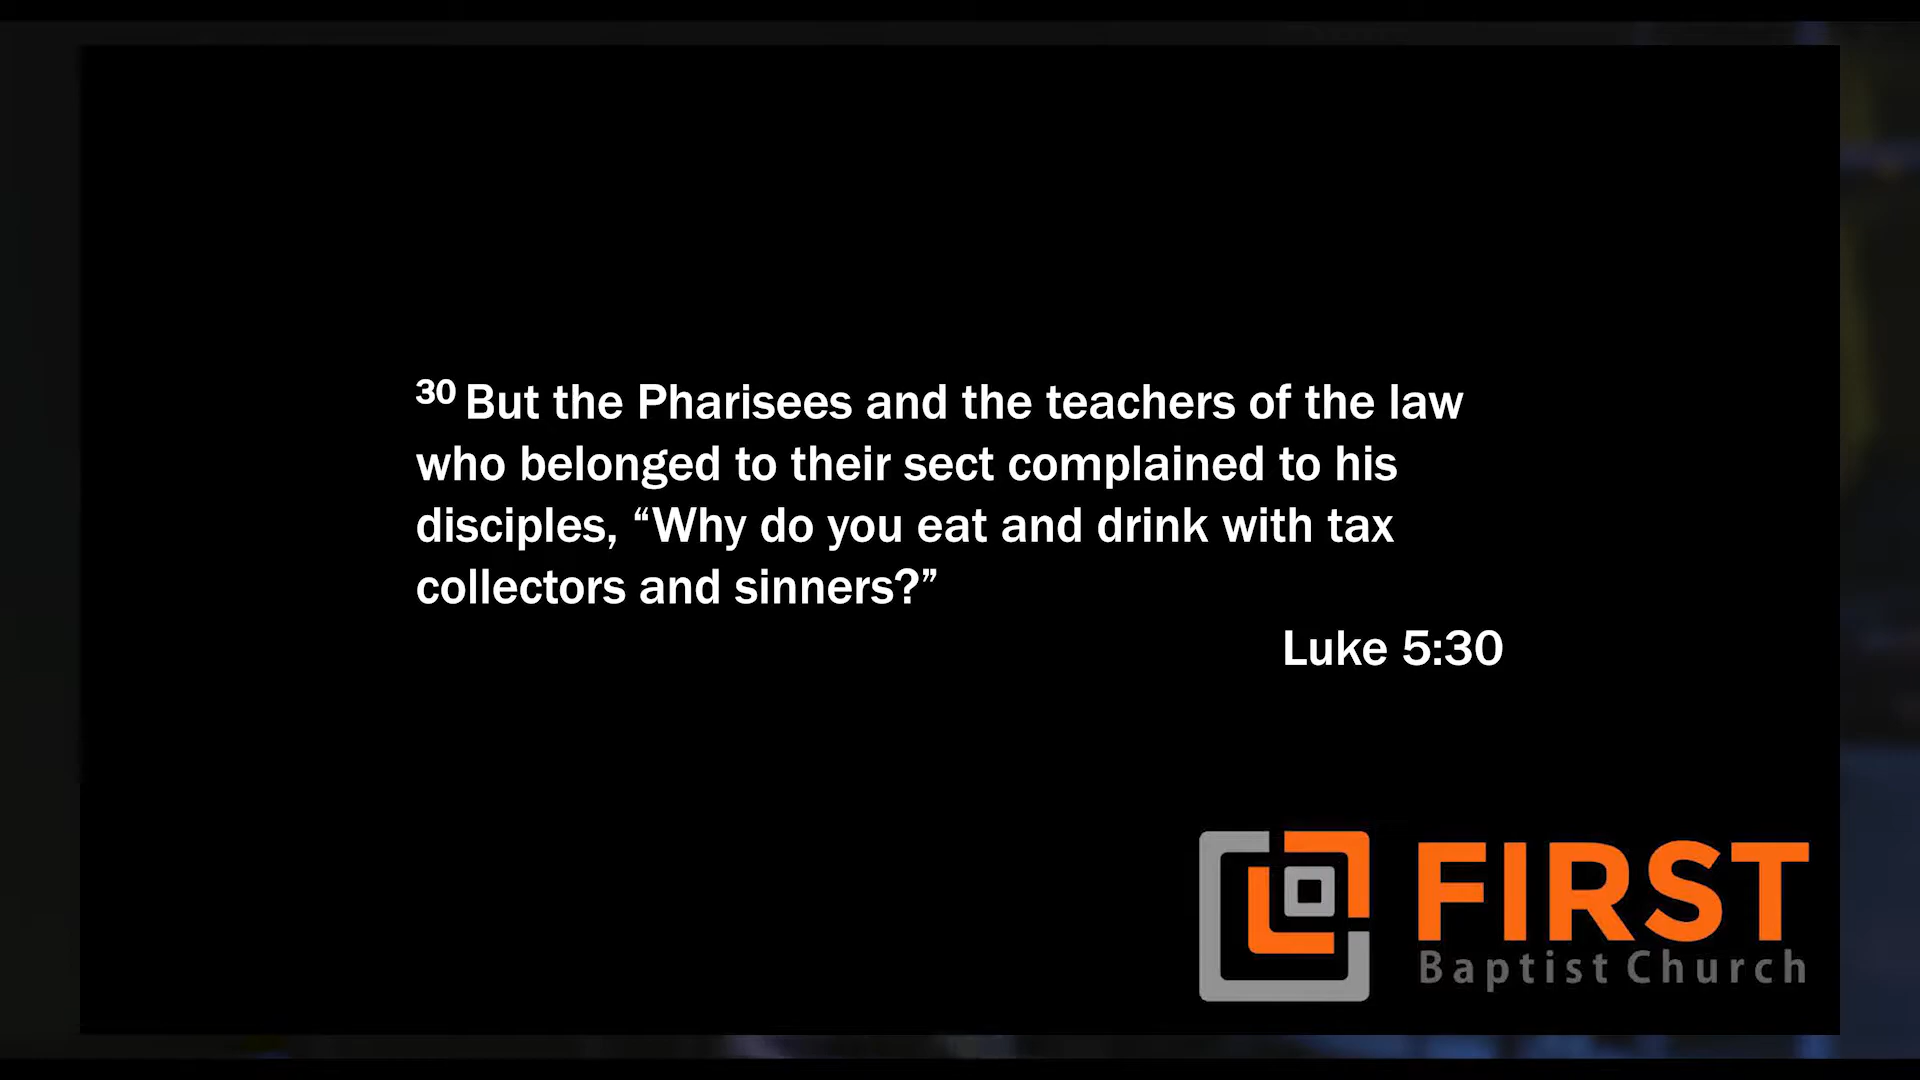 30 But the Pharisees and the teachers of the law
who belonged to their sect complained to his
disciples, “Why do you eat and drink with tax
collectors and sinners?”
Luke 5:30
FIRST
Baptist Church